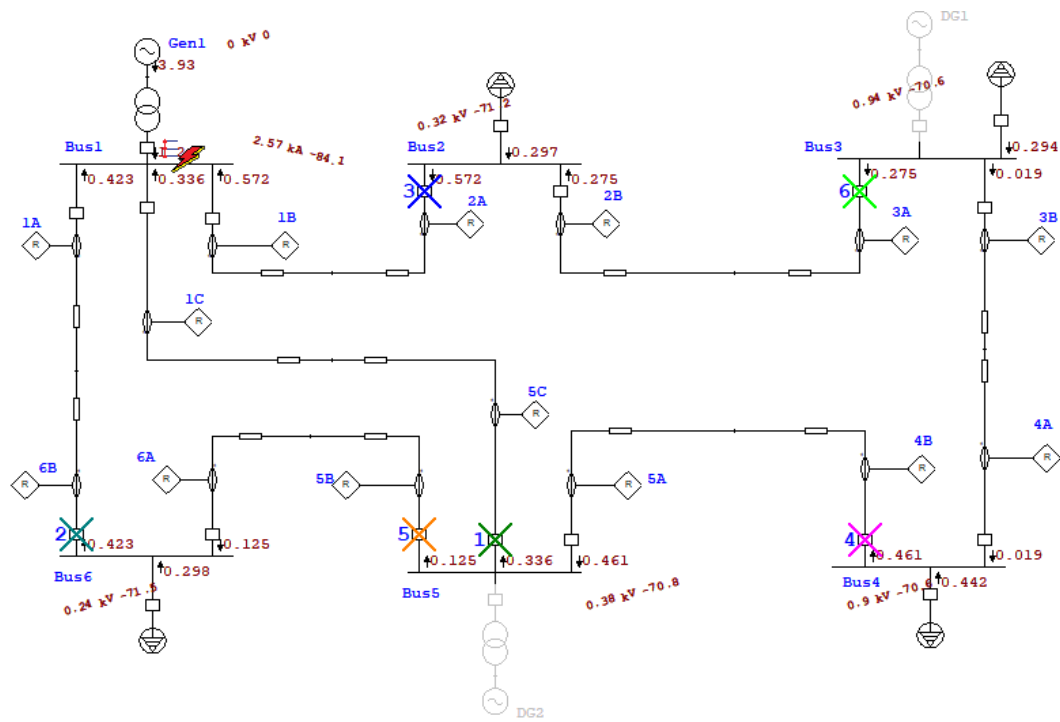 DG1
Gen1
0 kV 0
3.93
0.94 kV -70.6
0.32 kV -71.2
Bus1
2.57 kA -84.1
Bus2
Bus3
0.297
0.294
0.423
0.336
0.572
0.572
0.275
0.275
0.019
3
6
1A
R
1B
R
2A
R
2B
R
3A
R
3B
R
1C
R
5C
R
6B
R
6A
R
5B
R
5A
R
4B
R
4A
R
2
5
1
4
0.423
0.125
0.125
0.336
0.461
0.461
0.019
Bus6
0.298
Bus5
Bus4
0.442
0.24 kV -71.5
0.38 kV -70.8
0.9 kV -70.6
DG2